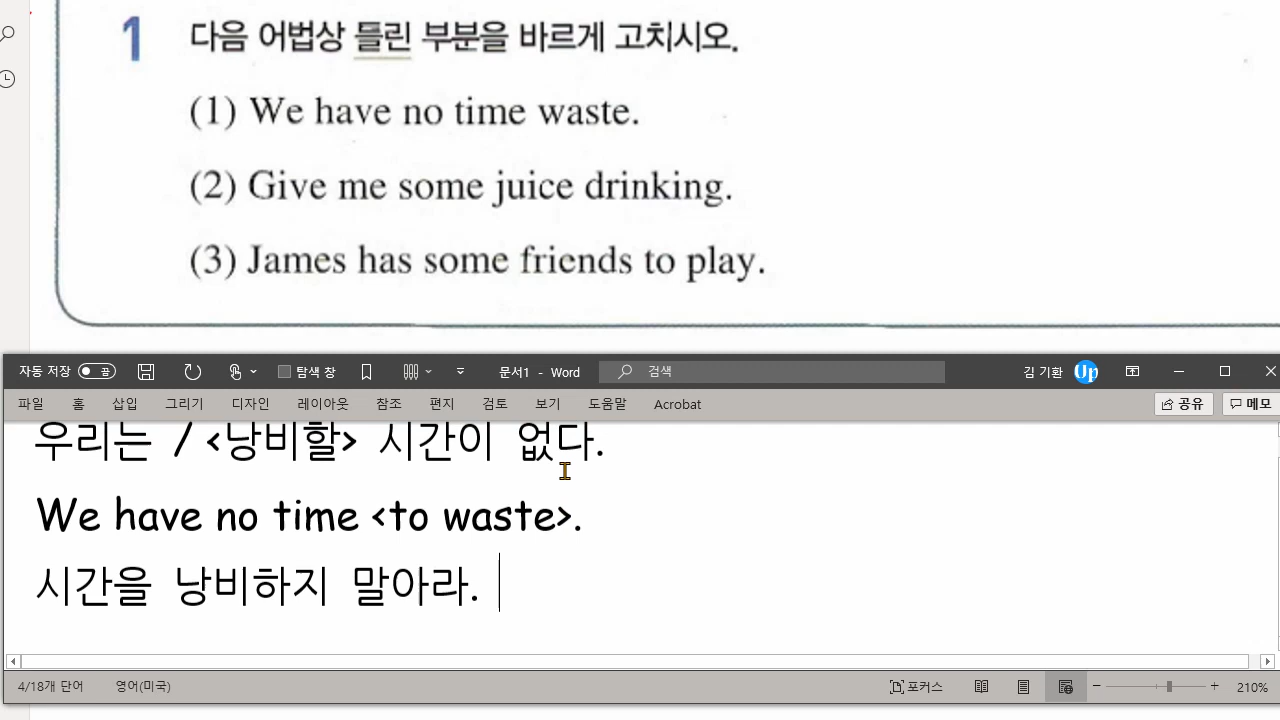 1 다음 어법상 틀린 부분을 바르게 고치시오.
(1) We have no time waste.
(2) Give me some juice drinking.
(3) James has some friends to play.
자동 저장 끔 탐색 창 문서1 - Word 검색 김 기환 Up
파일 홈 삽입 그리기 디자인 레이아웃 참조 편지 검토 보기 도움말 Acrobat 공유 메모
우리는 / <낭비할> 시간이 없다.
We have no time <to waste>.
시간을 낭비하지 말아라.
4/18개 단어 영어(미국) 포커스 210%